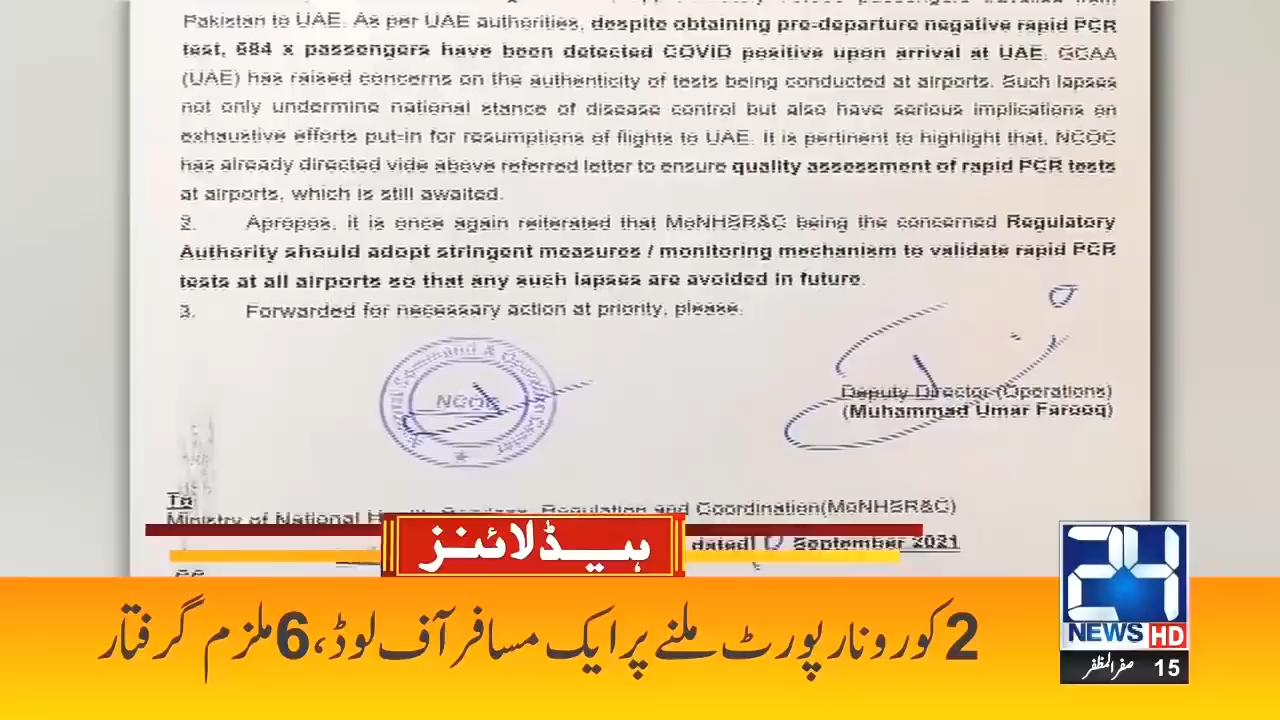 Pakistan to UAE. As per UAE authorities, despite obtaining pre-departure negative rapid PCR
test, 684 x passengers have been detected COVID positive upon arrival at UAE. GCAA
(UAE) has raised concerns on the authenticity of tests being conducted at airports. Such lapses
not only undermine national stance of disease control but also have serious implications on
exhaustive efforts put-in for resumptions of flights to UAE. It is pertinent to highlight that, NCOC
has already directed vide above referred letter to ensure quality assessment of rapid PCR tests
at airports, which is still awaited.
2. Apropos, it is once again reiterated that MoNHSR&C being the concerned Regulatory
Authority should adopt stringent measures / monitoring mechanism to validate rapid PCR
tests at all airports so that any such lapses are avoided in future.
3. Forwarded for necessary action at priority, please.
NCOC
Deputy Director (Operations)
(Muhammad Umar Farooq)
To
Ministry of National Regulation and Coordination(MoNHSR&C)
dated September 2021
ہیڈلائنز
2 کورونا رپورٹ ملنے پر ایک مسافر آف لوڈ، 6 ملزم گرفتار
24
NEWS HD
15 صفر المظفر